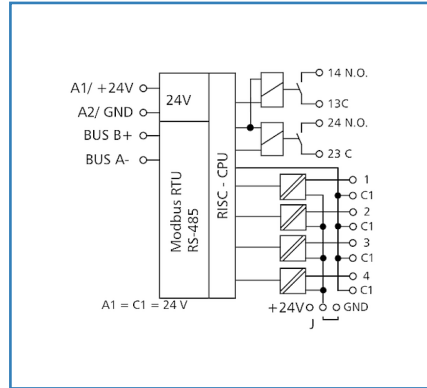 A1/ +24V
A2/ GND
BUS B+
BUS A-
24V
Modbus RTU
RS-485
RISC - CPU
14 N.O.
13C
24 N.O.
23 C
1
C1
2
C1
3
C1
4
C1
+24V
GND
J
A1 = C1 = 24 V